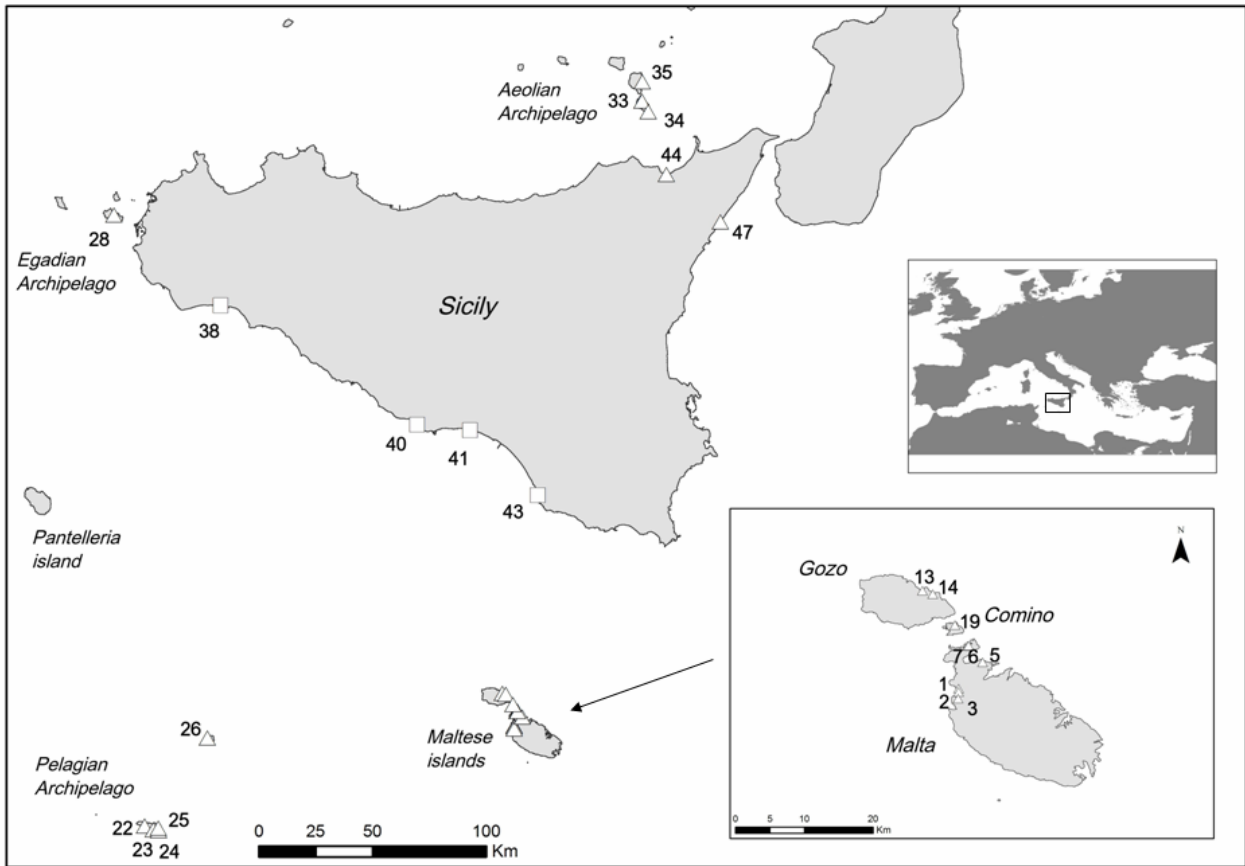 35
Aeolian
Archipelago
33
34
44
28
47
Egadian
Archipelago
38
Sicily
40
41
43
Pantelleria
island
N
Gozo
13
14
Comino
19
7
6
5
1
2
3
Malta
0 10 20
Km
26
Maltese
islands
Pelagian
Archipelago
22
25
23
24
0 25 50 100
Km